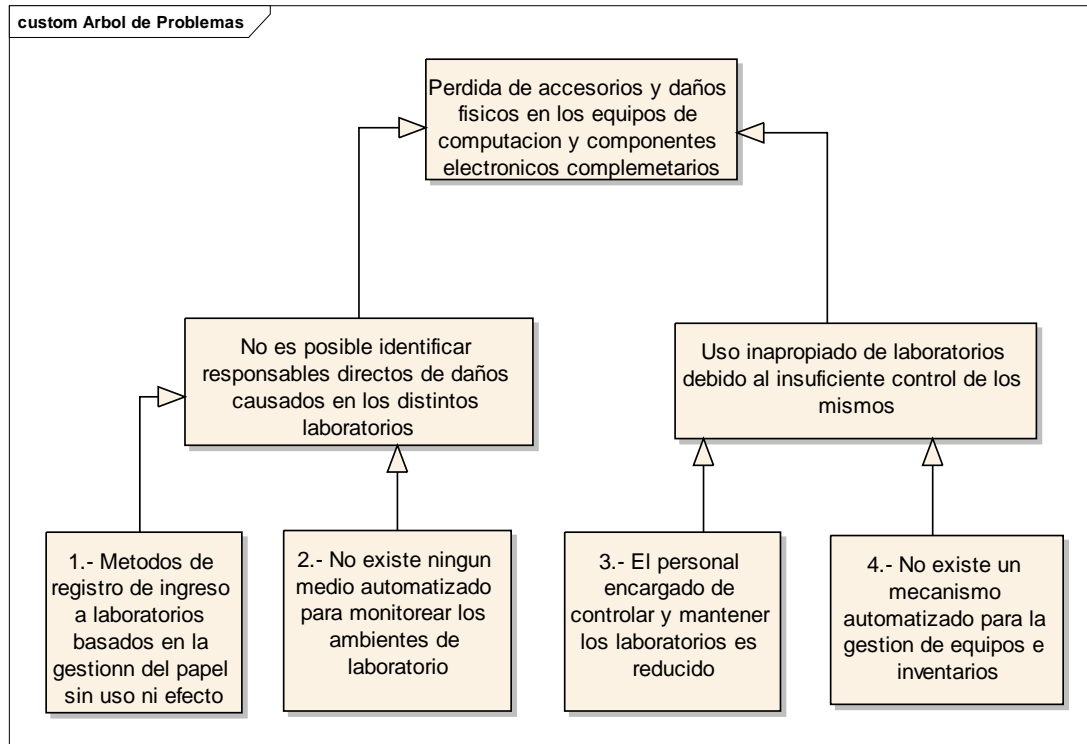 custom Arbol de Problemas
Perdida de accesorios y daños
fisicos en los equipos de
computacion y componentes
electronicos complemetarios
No es posible identificar
responsables directos de daños
causados en los distintos
laboratorios
Uso inapropiado de laboratorios
debido al insuficiente control de los
mismos
1.- Metodos de
registro de ingreso
a laboratorios
basados en la
gestionn del papel
sin uso ni efecto
2.- No existe ningun
medio automatizado
para monitorear los
ambientes de
laboratorio
3.- El personal
encargado de
controlar y mantener
los laboratorios es
reducido
4.- No existe un
mecanismo
automatizado para la
gestion de equipos e
inventarios